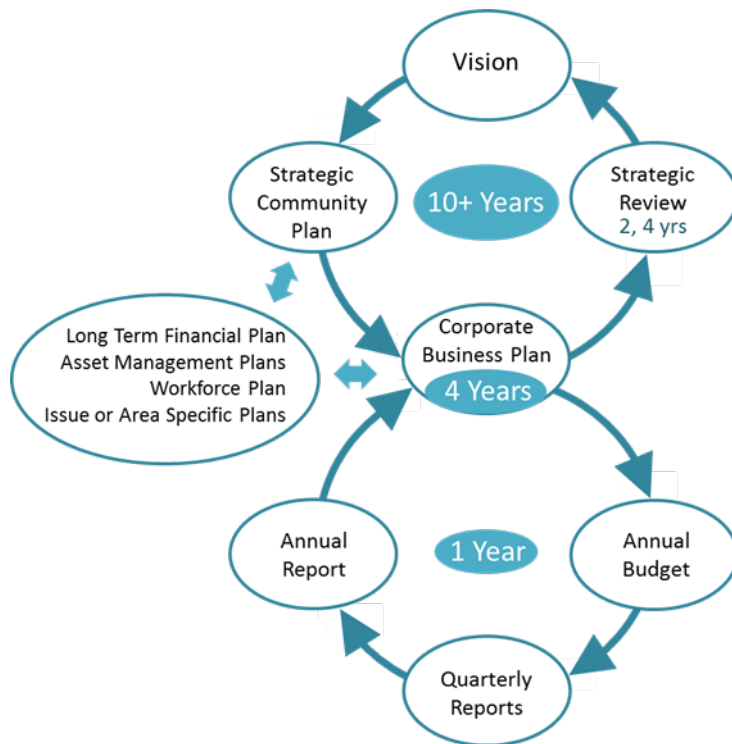 Vision
Strategic
Community
Plan
10+ Years
Strategic
Review
2, 4 yrs
Long Term Financial Plan
Asset Management Plans
Workforce Plan
Issue or Area Specific Plans
Corporate
Business Plan
4 Years
Annual
Report
1 Year
Annual
Budget
Quarterly
Reports